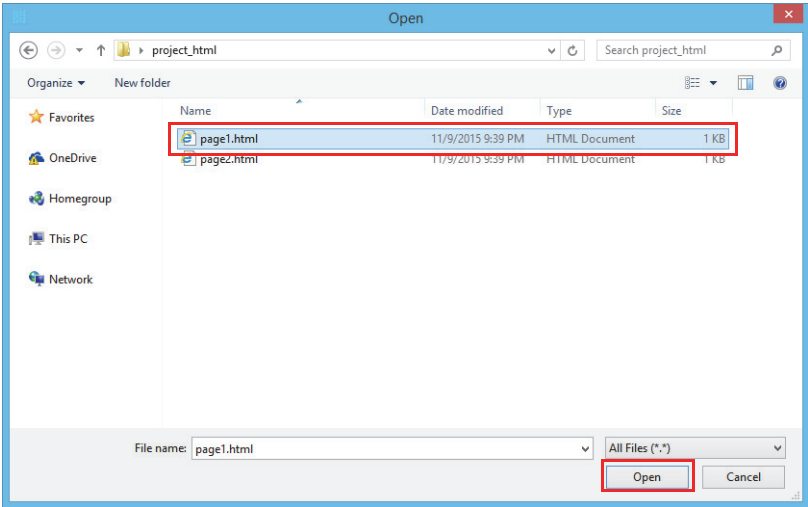 Open
project_html
Search project_html
Organize
New folder
Name Date modified Type Size
Favorites
OneDrive
Homegroup
This PC
Network
page1.html 11/9/2015 9:39 PM HTML Document 1 KB
page2.html 11/9/2015 9:39 PM HTML Document 1 KB
File name: page1.html
All Files (*.*)
Open
Cancel